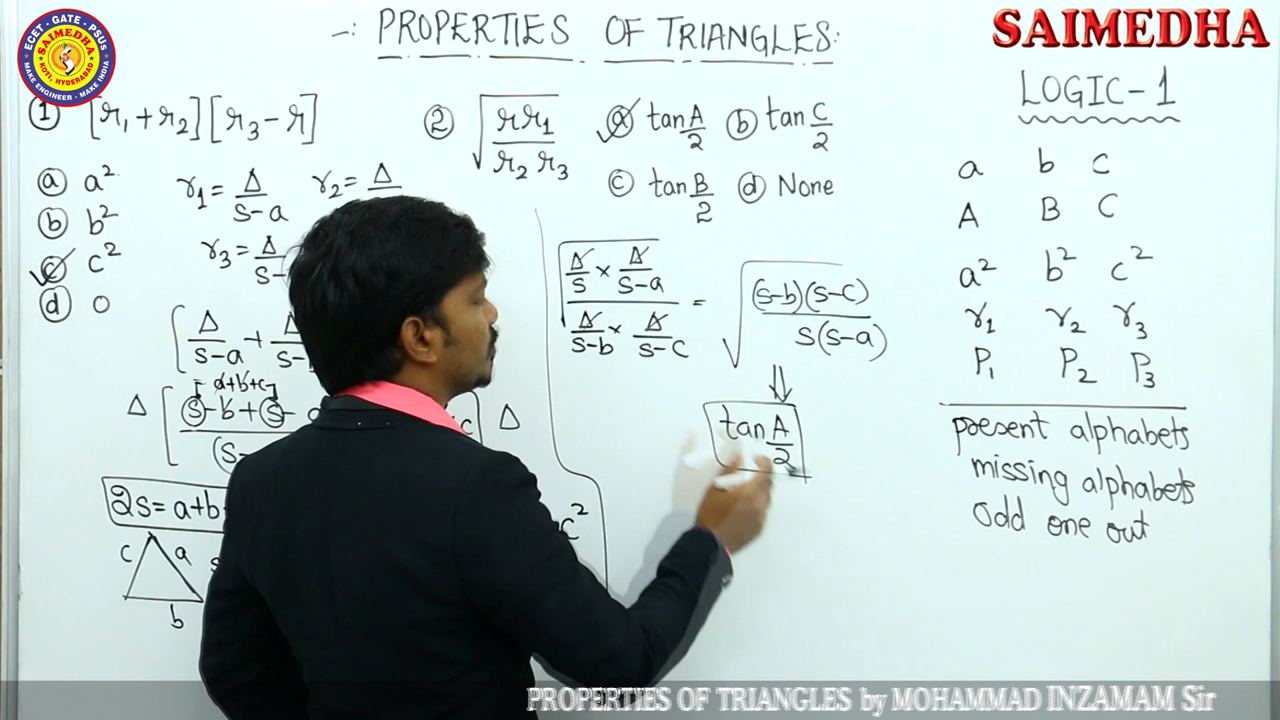 -: PROPERTIES OF TRIANGLES:
SAIMEDHA
ECET - GATE - PSUs
SAIMEDHA
KOTI, HYDERABAD
MAKE ENGINEER - MAKE INDIA
① [r₁+r₂][r₃-r]
ⓐ a²
ⓑ b²
ⓒ c²
ⓓ 0
r₁ = Δ/(s-a) r₂ = Δ/
r₃ = Δ/s-
[Δ/(s-a) + Δ/s-
= a+b+c
Δ [s-b+s- c] Δ
(s-
2s = a+b
c a
b
c²
② √(rr₁/r₂r₃) ⓐ tan A/2 ⓑ tan C/2
ⓒ tan B/2 ⓓ None
√((Δ/s × Δ/(s-a))/(Δ/(s-b) × Δ/(s-c))) = √((s-b)(s-c)/s(s-a))
⇓
tan A/2
LOGIC-1
a b c
A B C
a² b² c²
r₁ r₂ r₃
P₁ P₂ P₃
present alphabets
missing alphabets
odd one out
PROPERTIES OF TRIANGLES by MOHAMMAD INZAMAM Sir